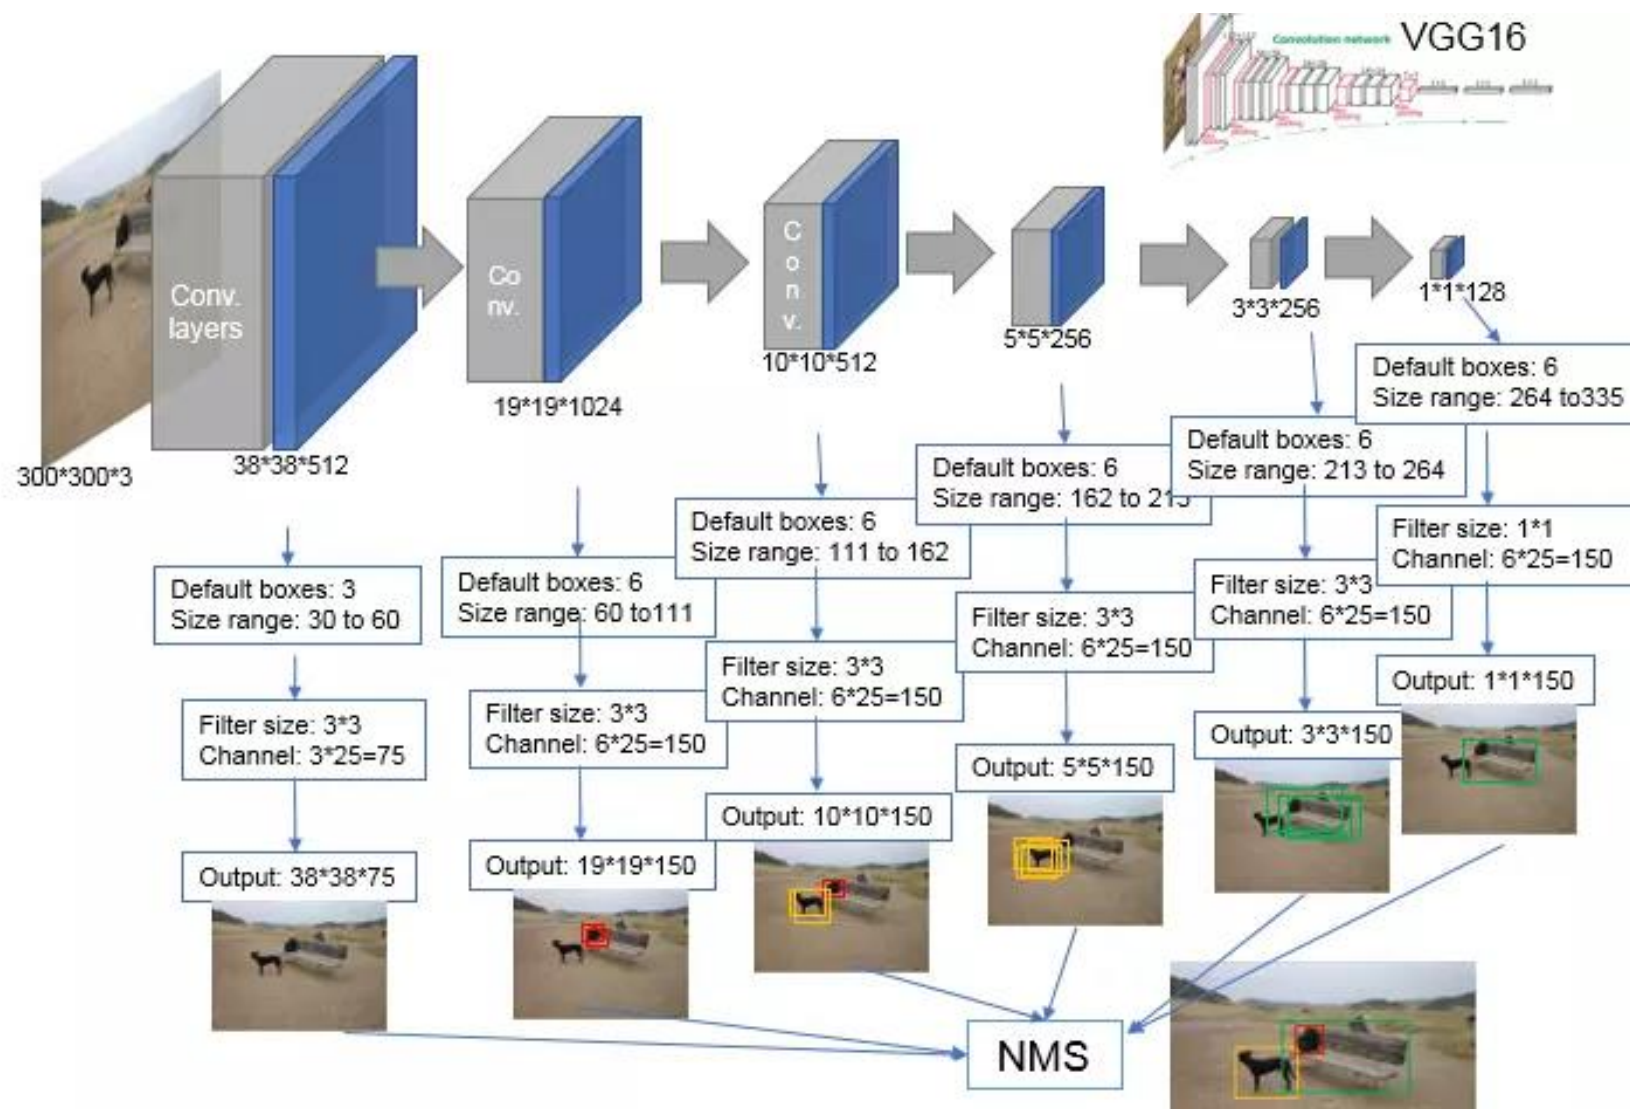 Convolution network VGG16
Conv.
layers
Co
nv.
C
o
n
v.
300*300*3
38*38*512
19*19*1024
10*10*512
5*5*256
3*3*256
1*1*128
Default boxes: 3
Size range: 30 to 60
Filter size: 3*3
Channel: 3*25=75
Output: 38*38*75
Default boxes: 6
Size range: 60 to111
Filter size: 3*3
Channel: 6*25=150
Output: 19*19*150
Default boxes: 6
Size range: 111 to 162
Filter size: 3*3
Channel: 6*25=150
Output: 10*10*150
Default boxes: 6
Size range: 162 to 213
Filter size: 3*3
Channel: 6*25=150
Output: 5*5*150
Default boxes: 6
Size range: 213 to 264
Filter size: 3*3
Channel: 6*25=150
Output: 3*3*150
Default boxes: 6
Size range: 264 to335
Filter size: 1*1
Channel: 6*25=150
Output: 1*1*150
NMS